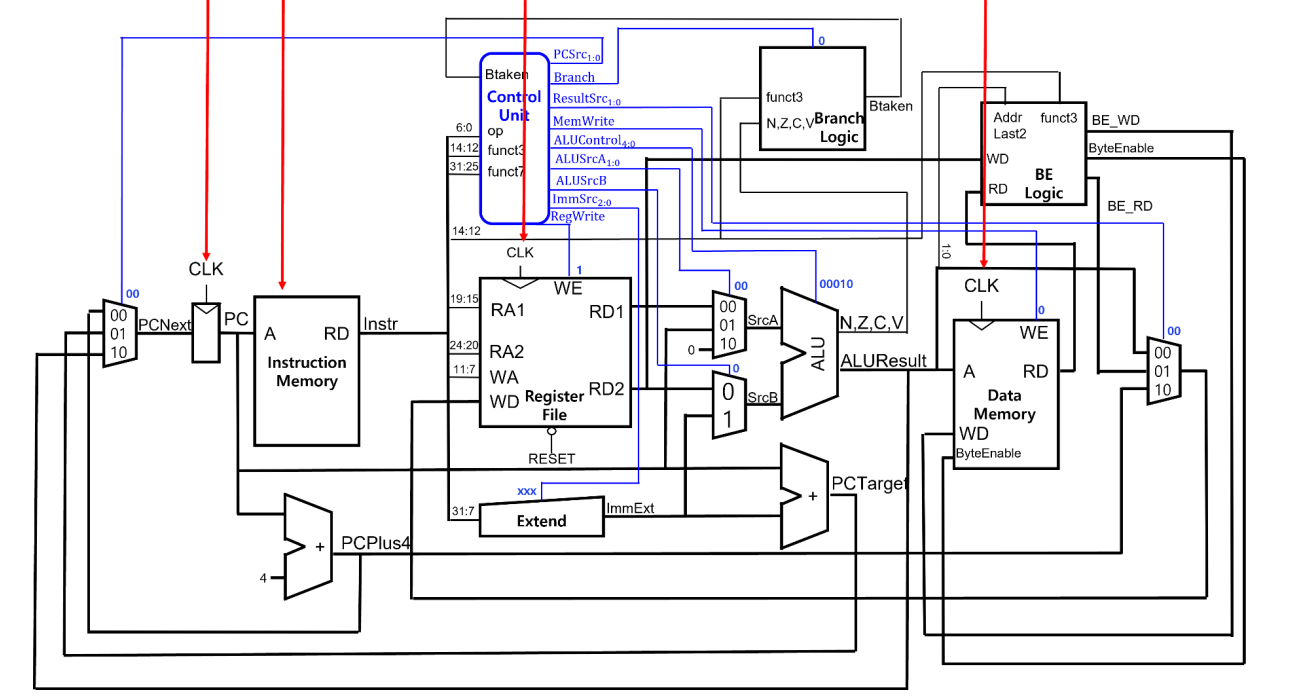 PCSrc1:0
Branch
ResultSrc1:0
MemWrite
ALUControl4:0
ALUSrcA1:0
ALUSrcB
ImmSrc2:0
RegWrite
Btaken
Control
Unit
op
funct3
funct7
6:0
14:12
31:25
14:12
0
funct3
N,Z,C,V
Branch
Logic
Btaken
Addr
Last2
funct3
WD
RD
BE
Logic
BE_WD
ByteEnable
BE_RD
1:0
00
00
01
10
PCNext
CLK
PC
A
RD
Instruction
Memory
Instr
19:15
24:20
11:7
CLK
1
WE
RA1
RD1
RA2
WA
RD2
WD
Register
File
RESET
00
00
01
10
0
SrcA
0
0
1
SrcB
00010
ALU
N,Z,C,V
ALUResult
CLK
0
WE
A
RD
Data
Memory
WD
ByteEnable
00
00
01
10
xxx
31:7
Extend
ImmExt
+
PCTarget
4
+
PCPlus4